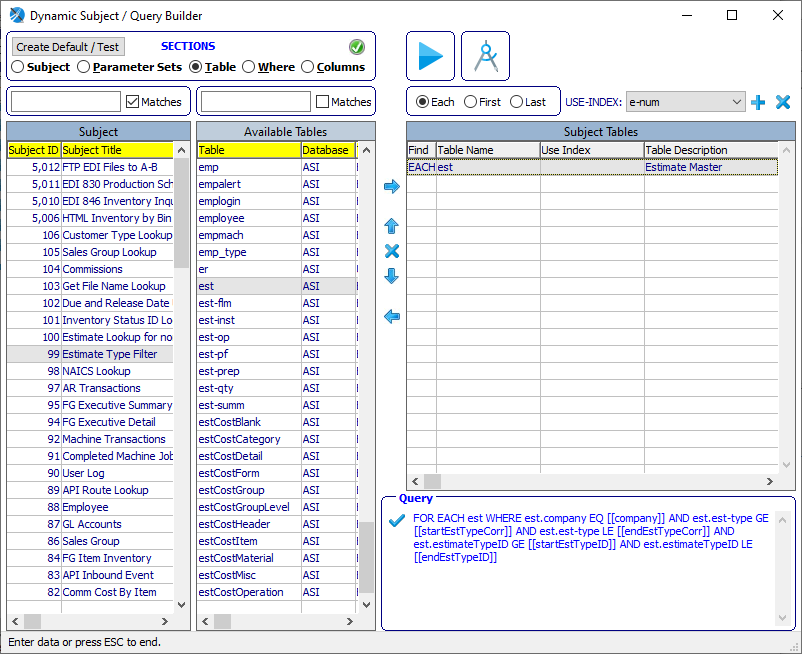 Dynamic Subject / Query Builder
Create Default / Test
SECTIONS
Subject Parameter Sets Table Where Columns
Matches
Matches
Each First Last
USE-INDEX: e-num
Subject
Subject ID Subject Title
5,012 FTP EDI Files to A-B
5,011 EDI 830 Production Sch
5,010 EDI 846 Inventory Inqu
5,006 HTML Inventory by Bin
106 Customer Type Lookup
105 Sales Group Lookup
104 Commissions
103 Get File Name Lookup
102 Due and Release Date
101 Inventory Status ID Lo
100 Estimate Lookup for no
99 Estimate Type Filter
98 NAICS Lookup
97 AR Transactions
95 FG Executive Summary
94 FG Executive Detail
92 Machine Transactions
91 Completed Machine Job
90 User Log
89 API Route Lookup
88 Employee
87 GL Accounts
86 Sales Group
84 FG Item Inventory
83 API Inbound Event
82 Comm Cost By Item
Available Tables
Table Database
emp ASI
empalert ASI
emplogin ASI
employee ASI
empmach ASI
emp_type ASI
er ASI
est ASI
est-flm ASI
est-inst ASI
est-op ASI
est-pf ASI
est-prep ASI
est-qty ASI
est-summ ASI
estCostBlank ASI
estCostCategory ASI
estCostDetail ASI
estCostForm ASI
estCostGroup ASI
estCostGroupLevel ASI
estCostHeader ASI
estCostItem ASI
estCostMaterial ASI
estCostMisc ASI
estCostOperation ASI
Subject Tables
Find Table Name Use Index Table Description
EACH est Estimate Master
Query
FOR EACH est WHERE est.company EQ [[company]] AND est.est-type GE
[[startEstTypeCorr]] AND est.est-type LE [[endEstTypeCorr]] AND
est.estimateTypeID GE [[startEstTypeID]] AND est.estimateTypeID LE
[[endEstTypeID]]
Enter data or press ESC to end.